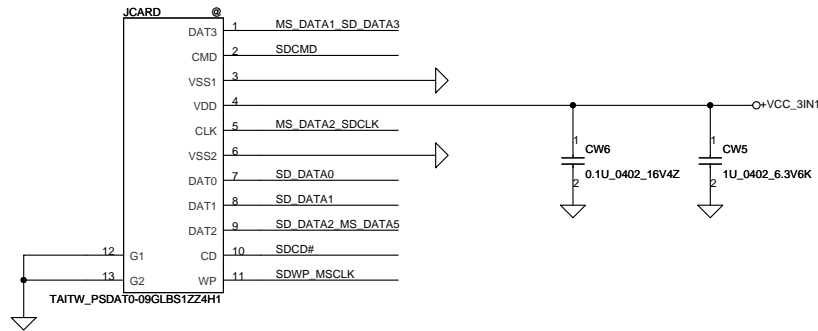 JCARD @
DAT3 1 MS_DATA1_SD_DATA3
CMD 2 SDCMD
VSS1 3
VDD 4 +VCC_3IN1
CLK 5 MS_DATA2_SDCLK
VSS2 6
DAT0 7 SD_DATA0
DAT1 8 SD_DATA1
DAT2 9 SD_DATA2_MS_DATA5
12 G1 CD 10 SDCD#
13 G2 WP 11 SDWP_MSCLK
TAITW_PSDAT0-09GLBS1ZZ4H1
1
CW6
0.1U_0402_16V4Z
2
1
CW5
1U_0402_6.3V6K
2